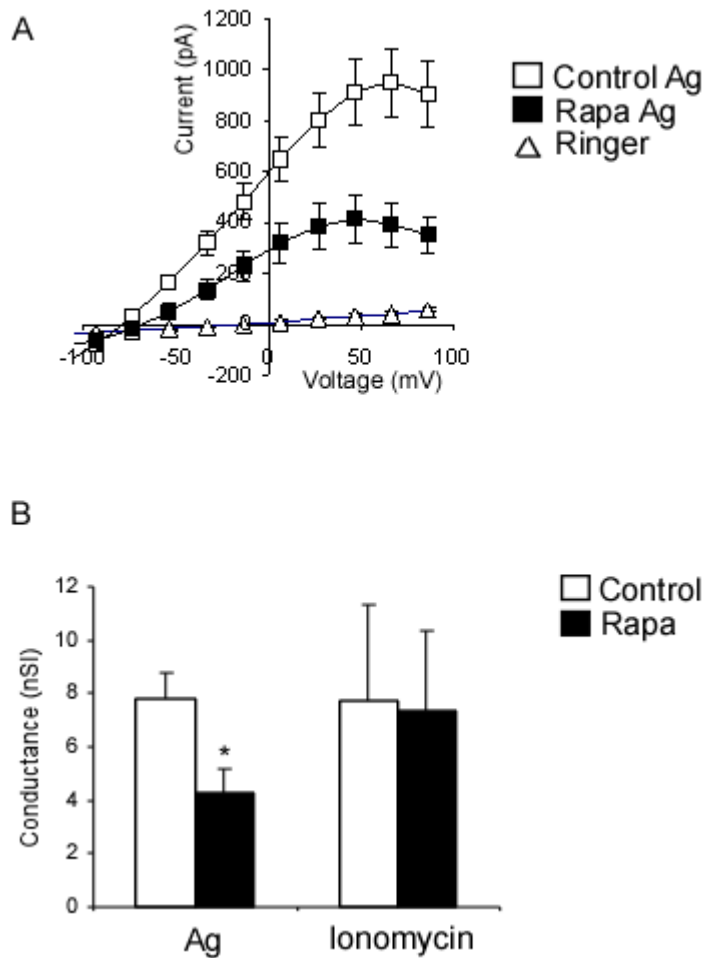 A
Current (pA)
1200
1000
800
600
400
200
0
-200
-100
-50
0
50
100
Voltage (mV)
Control Ag
Rapa Ag
Ringer
B
Conductance (nSI)
12
10
8
6
4
2
0
*
Ag
Ionomycin
Control
Rapa